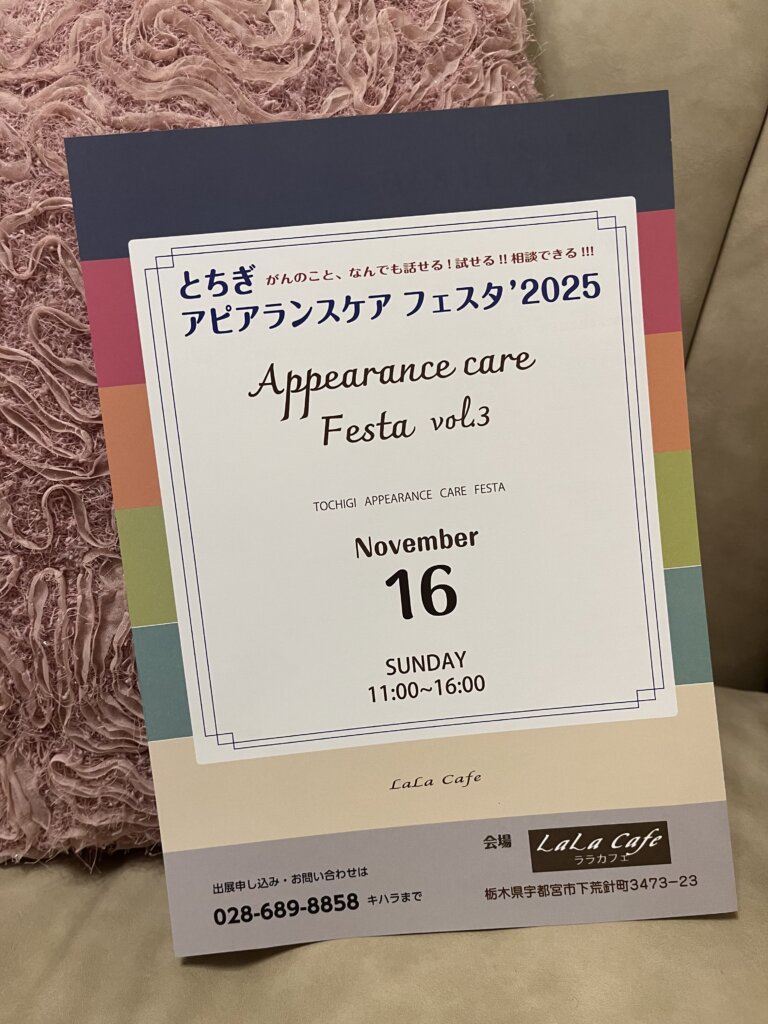 とちぎ がんのこと、なんでも話せる!試せる!!相談できる!!!
アピアランスケア フェスタ’2025
Appearance care
Festa vol.3
TOCHIGI APPEARANCE CARE FESTA
November
16
SUNDAY
11:00~16:00
LaLa Cafe
出展申し込み・お問い合わせは
028-689-8858 キハラまで
会場 LaLa Cafe
ララカフェ
栃木県宇都宮市下荒針町3473-23